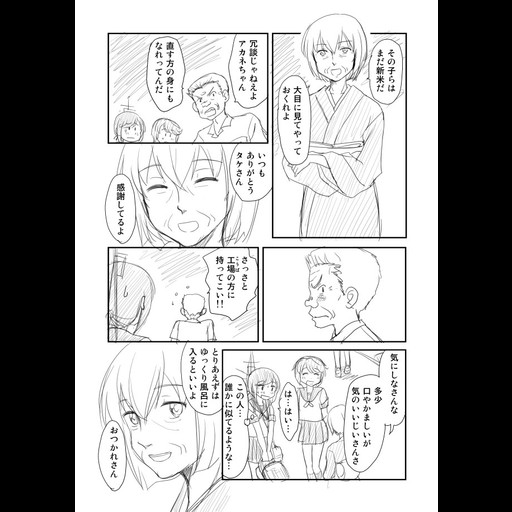 その子らは
まだ新米だ
大目に見てやって
おくれよ
冗談じゃねえよ
アカネちゃん
直す方の身にも
なれってんだ
いつも
ありがとう
タケさん
感謝してるよ
さっさと
工場の方に
持ってこい!!
気にしなさんな
多少
口やかましいが
気のいいじいさんさ
は…はい…
この人…
誰かに似てるような…
とりあえずは
ゆっくり風呂に
入るといいよ
おつかれさん